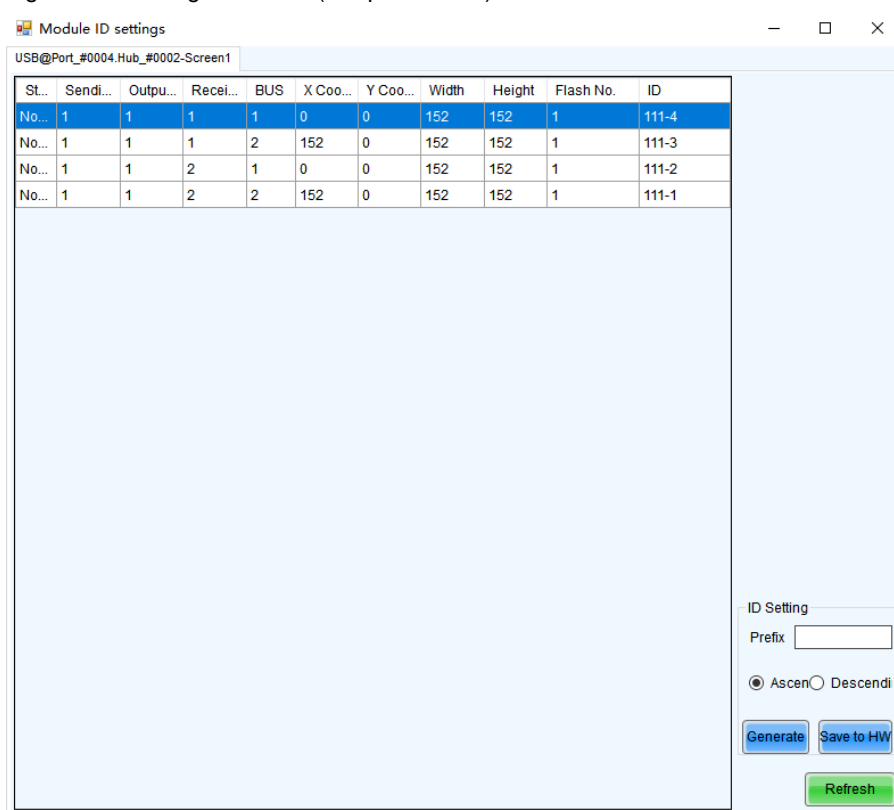 Module ID settings
USB@Port_#0004.Hub_#0002-Screen1
St... Sendi... Outpu... Recei... BUS X Coo... Y Coo... Width Height Flash No. ID
No... 1 1 1 1 0 0 152 152 1 111-4
No... 1 1 1 2 152 0 152 152 1 111-3
No... 1 1 2 1 0 0 152 152 1 111-2
No... 1 1 2 2 152 0 152 152 1 111-1
ID Setting
Prefix
Ascen Descendi
Generate Save to HW
Refresh